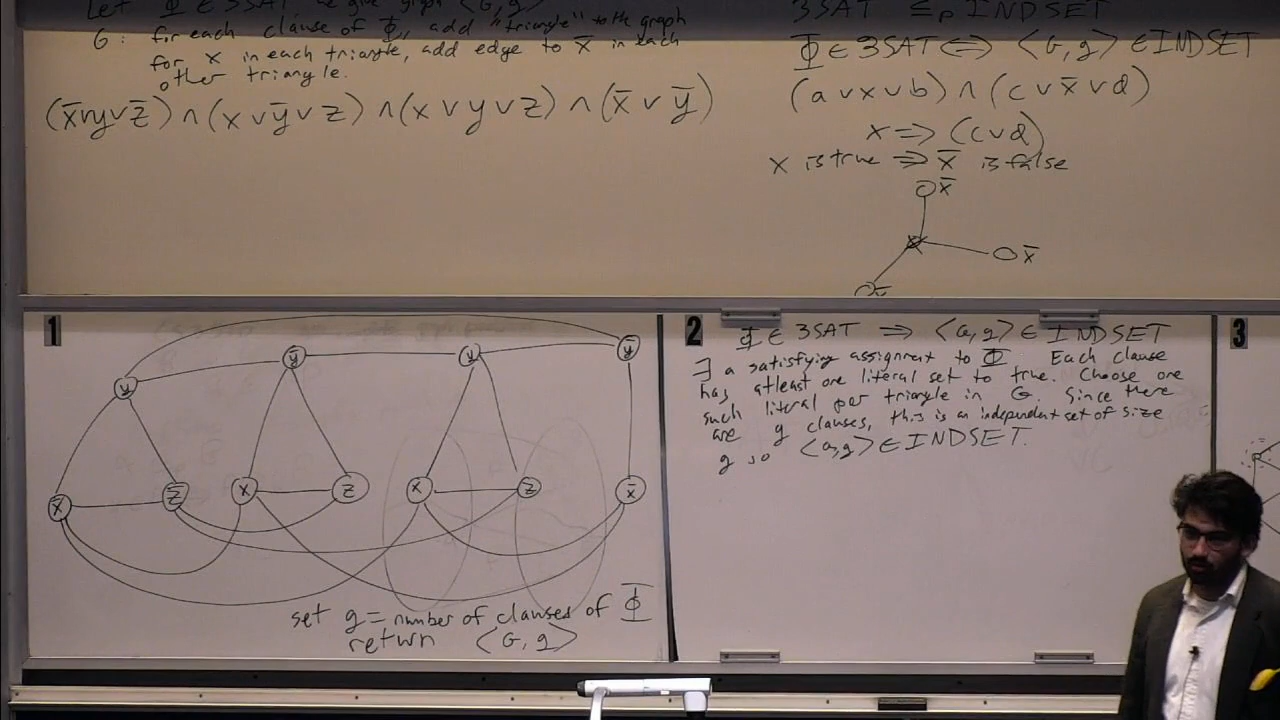 Let Φ ∈ 3SAT we give graph <G, g>
G: for each clause of Φ, add "triangle" to the graph
for x in each triangle, add edge to x̅ in each
other triangle.
(x̅ ∨ y ∨ z̅) ∧ (x ∨ y̅ ∨ z) ∧ (x ∨ y ∨ z) ∧ (x̅ ∨ y̅)
3SAT ≤p INDSET
Φ ∈ 3SAT ⟺ <G, g> ∈ INDSET
(a ∨ x ∨ b) ∧ (c ∨ x̅ ∨ d)
x ⟹ (c ∨ d)
x is true ⟹ x̅ is false
x̅
x
x̅
x̅
1
y
y̅
y
y̅
x̅
z̅
x
z
x
z
x̅
set g = number of clauses of Φ
return <G, g>
2
Φ ∈ 3SAT ⟹ <G, g> ∈ INDSET
∃ a satisfying assignment to Φ. Each clause
has atleast one literal set to true. Choose one
such literal per triangle in G. Since there
are g clauses, this is an independent set of size
g so <G, g> ∈ INDSET.
3